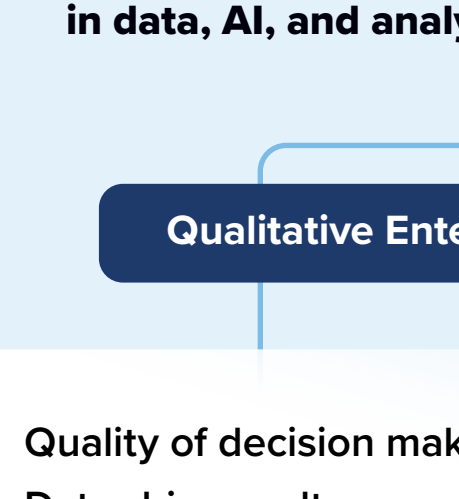 in data, AI, and analy
Qualitative Ente
Quality of decision mak